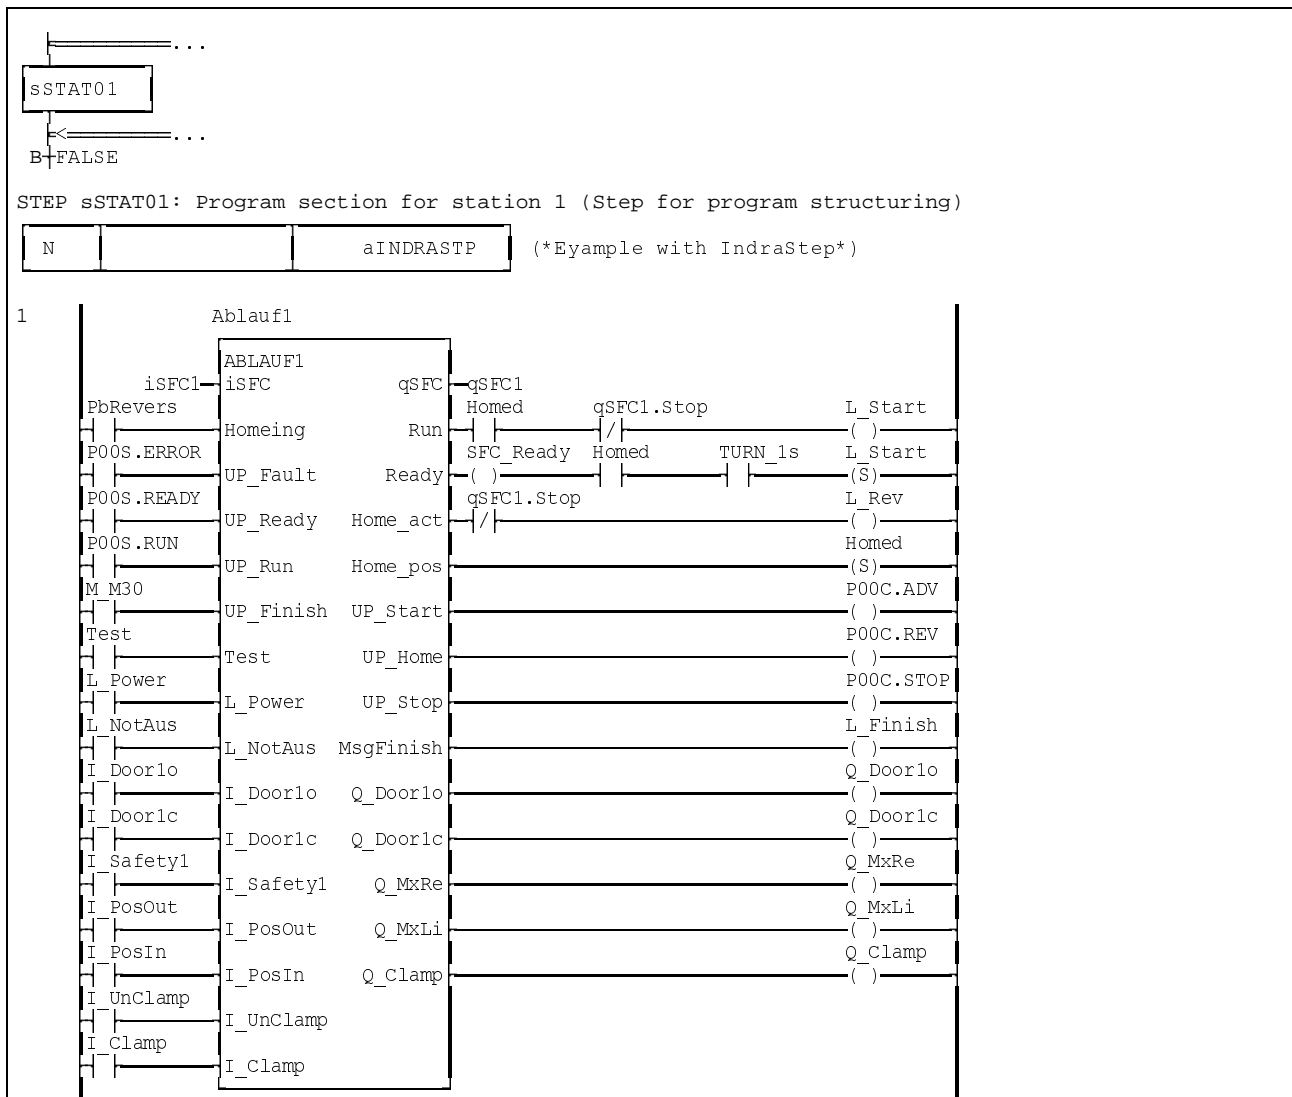 ...
sSTAT01
<...
B FALSE
STEP sSTAT01: Program section for station 1 (Step for program structuring)
N aINDRASTP (*Eyample with IndraStep*)
1 Ablauf1
ABLAUF1
iSFC1 iSFC qSFC qSFC1
PbRevers Homed qSFC1.Stop L_Start
Homeing Run / ( )
P00S.ERROR SFC_Ready Homed TURN_1s L_Start
UP_Fault Ready ( ) (S)
P00S.READY qSFC1.Stop L_Rev
UP_Ready Home_act / ( )
P00S.RUN Homed
UP_Run Home_pos (S)
M_M30 P00C.ADV
UP_Finish UP_Start ( )
Test P00C.REV
Test UP_Home ( )
L_Power P00C.STOP
L_Power UP_Stop ( )
L_NotAus L_Finish
L_NotAus MsgFinish ( )
I_Door1o Q_Door1o
I_Door1o Q_Door1o ( )
I_Door1c Q_Door1c
I_Door1c Q_Door1c ( )
I_Safety1 Q_MxRe
I_Safety1 Q_MxRe ( )
I_PosOut Q_MxLi
I_PosOut Q_MxLi ( )
I_PosIn Q_Clamp
I_PosIn Q_Clamp ( )
I_UnClamp
I_UnClamp
I_Clamp
I_Clamp